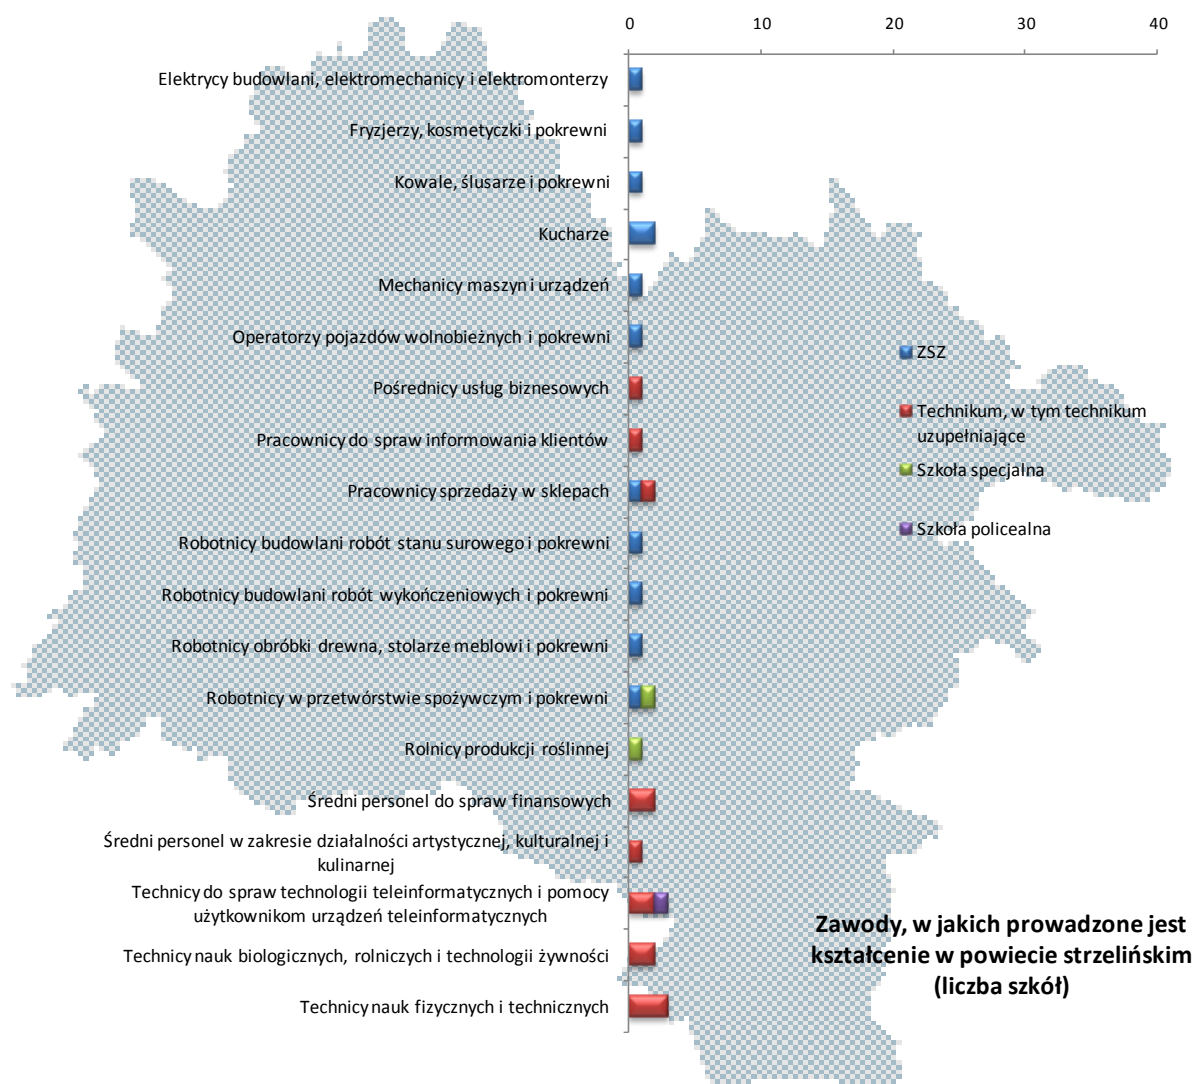 0 10 20 30 40
Elektrycy budowlani, elektromechanicy i elektromonterzy
Fryzjerzy, kosmetyczki i pokrewni
Kowale, ślusarze i pokrewni
Kucharze
Mechanicy maszyn i urządzeń
Operatorzy pojazdów wolnobieżnych i pokrewni
Pośrednicy usług biznesowych
Pracownicy do spraw informowania klientów
Pracownicy sprzedaży w sklepach
Robotnicy budowlani robót stanu surowego i pokrewni
Robotnicy budowlani robót wykończeniowych i pokrewni
Robotnicy obróbki drewna, stolarze meblowi i pokrewni
Robotnicy w przetwórstwie spożywczym i pokrewni
Rolnicy produkcji roślinnej
Średni personel do spraw finansowych
Średni personel w zakresie działalności artystycznej, kulturalnej i
kulinarnej
Technicy do spraw technologii teleinformatycznych i pomocy
użytkownikom urządzeń teleinformatycznych
Technicy nauk biologicznych, rolniczych i technologii żywności
Technicy nauk fizycznych i technicznych
ZSZ
Technikum, w tym technikum
uzupełniające
Szkoła specjalna
Szkoła policealna
Zawody, w jakich prowadzone jest
kształcenie w powiecie strzelińskim
(liczba szkół)